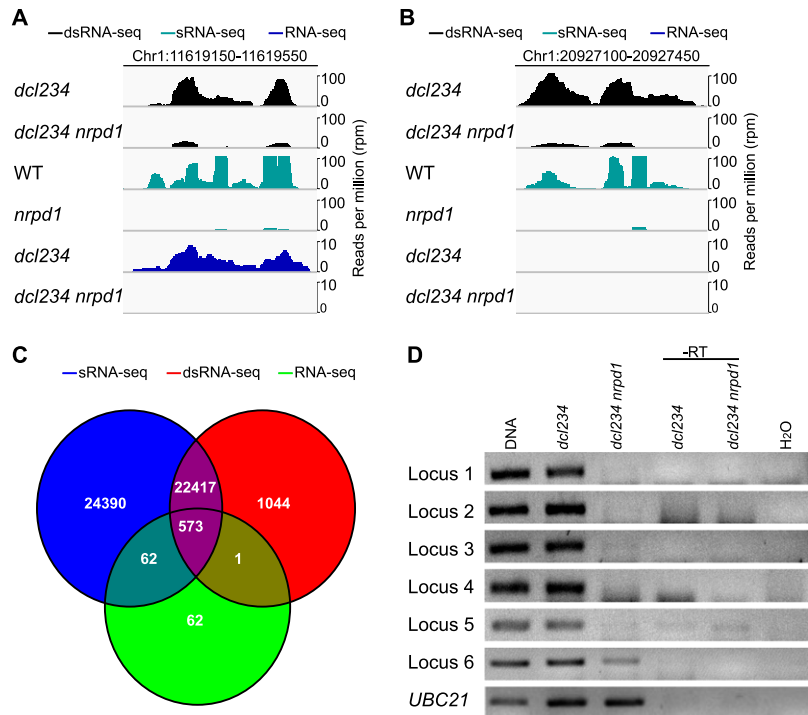 A
dsRNA-seq sRNA-seq RNA-seq
Chr1:11619150-11619550
dcl234
100
0
dcl234 nrpd1
100
0
WT
100
0
nrpd1
100
0
dcl234
10
0
dcl234 nrpd1
10
0
Reads per million (rpm)
B
dsRNA-seq sRNA-seq RNA-seq
Chr1:20927100-20927450
dcl234
100
0
dcl234 nrpd1
100
0
WT
100
0
nrpd1
100
0
dcl234
10
0
dcl234 nrpd1
10
0
Reads per million (rpm)
C
sRNA-seq dsRNA-seq RNA-seq
24390
22417
1044
573
62
1
62
D
-RT
DNA
dcl234
dcl234 nrpd1
dcl234
dcl234 nrpd1
H2O
Locus 1
Locus 2
Locus 3
Locus 4
Locus 5
Locus 6
UBC21